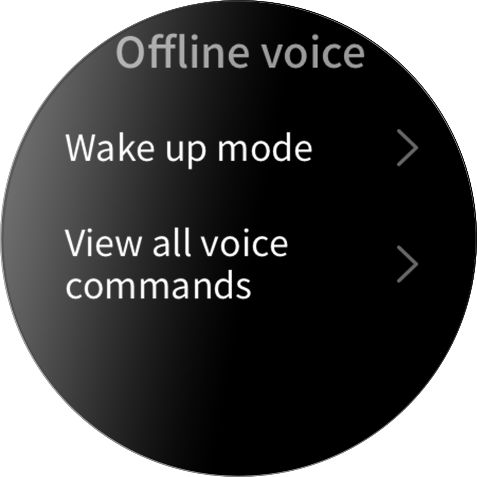 Offline voice
Wake up mode
View all voice
commands